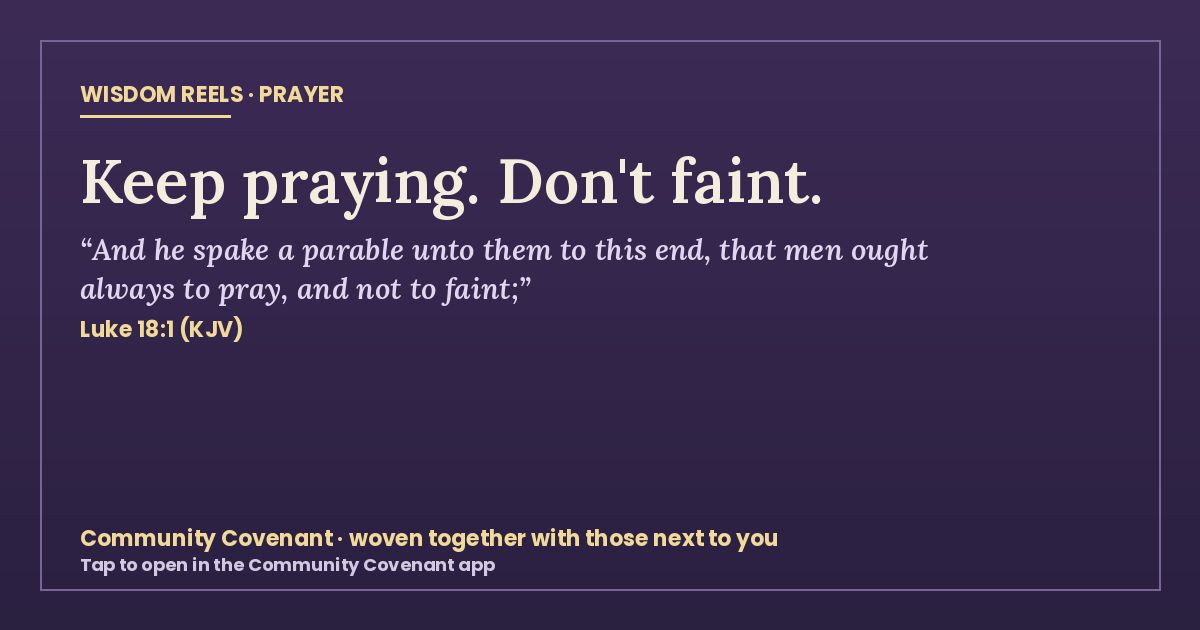 WISDOM REELS · PRAYER
Keep praying. Don't faint.
“And he spake a parable unto them to this end, that men ought
always to pray, and not to faint;”
Luke 18:1 (KJV)
Community Covenant · woven together with those next to you
Tap to open in the Community Covenant app